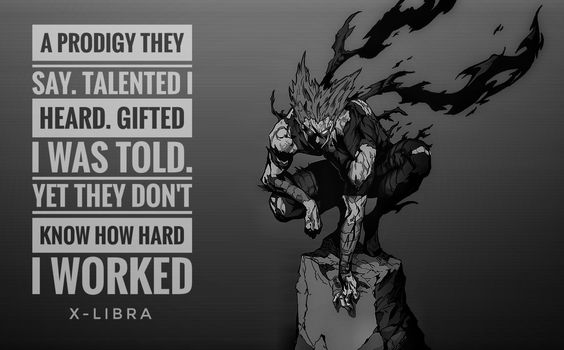 A PRODIGY THEY
SAY. TALENTED I
HEARD. GIFTED
I WAS TOLD.
YET THEY DON'T
KNOW HOW HARD
I WORKED
X-LIBRA